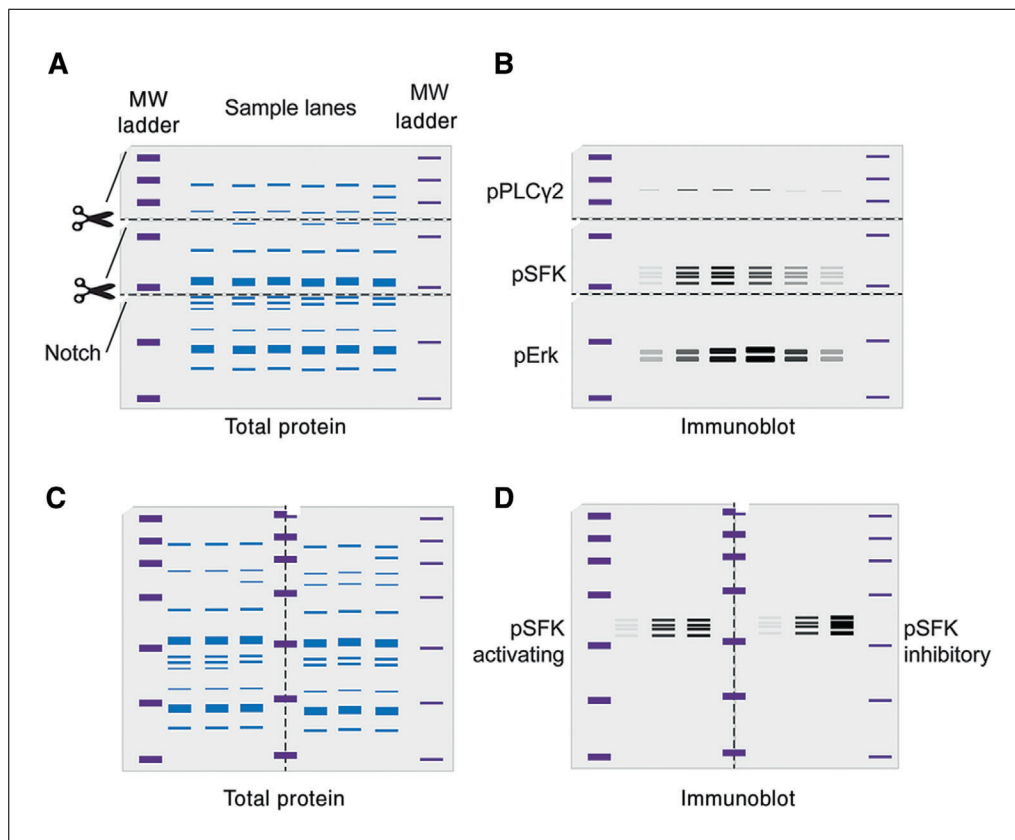 A
MW
ladder
Sample lanes
MW
ladder
Notch
Total protein
B
pPLCγ2
pSFK
pErk
Immunoblot
C
Total protein
D
pSFK
activating
pSFK
inhibitory
Immunoblot